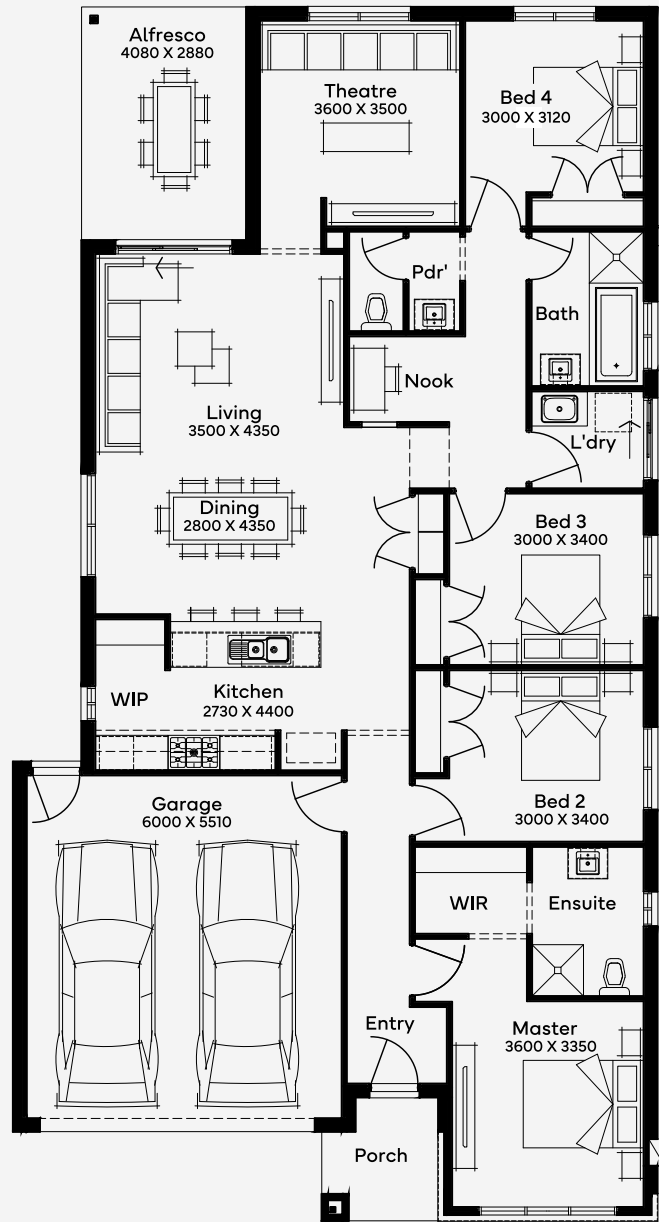 Alfresco
4080 X 2880
Theatre
3600 X 3500
Bed 4
3000 X 3120
Pdr'
Bath
Nook
Living
3500 X 4350
L'dry
Dining
2800 X 4350
Bed 3
3000 X 3400
WIP
Kitchen
2730 X 4400
Garage
6000 X 5510
Bed 2
3000 X 3400
WIR
Ensuite
Entry
Master
3600 X 3350
Porch